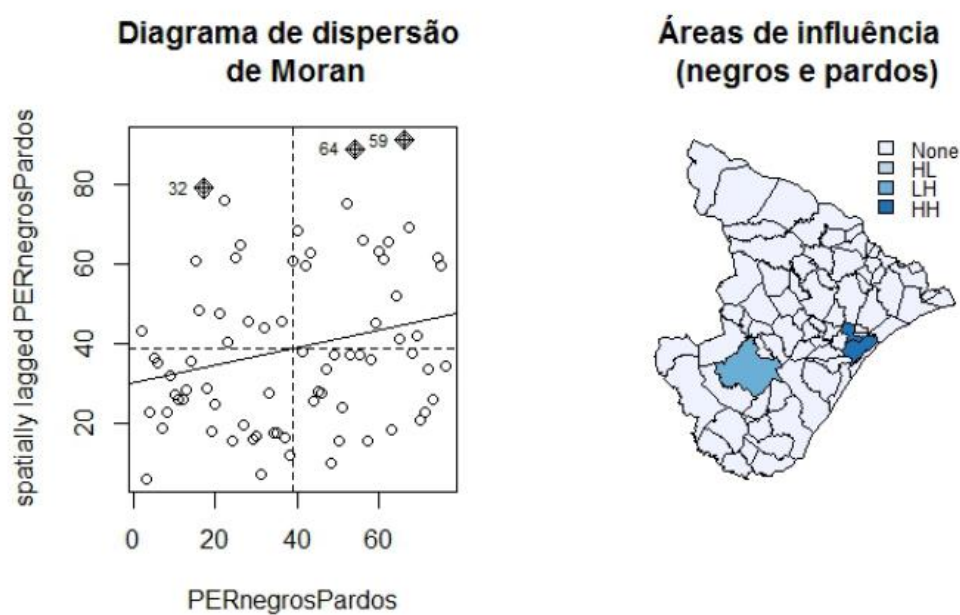 Diagrama de dispersão
de Moran
spatially lagged PERnegrosPardos
80
60
40
20
32
64
59
0
20
40
60
PERnegrosPardos
Áreas de influência
(negros e pardos)
None
HL
LH
HH